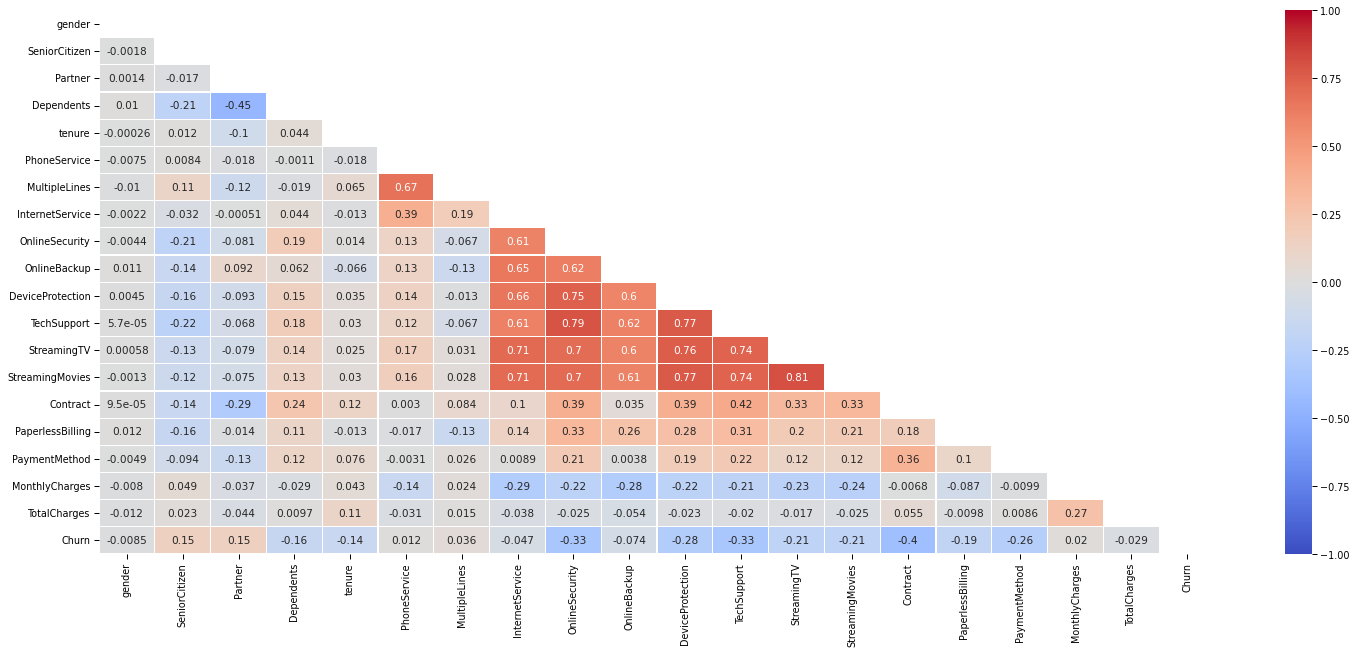 gender
SeniorCitizen -0.0018
Partner 0.0014 -0.017
Dependents 0.01 -0.21 -0.45
tenure -0.00026 0.012 -0.1 0.044
PhoneService -0.0075 0.0084 -0.018 -0.0011 -0.018
MultipleLines -0.01 0.11 -0.12 -0.019 0.065 0.67
InternetService -0.0022 -0.032 -0.00051 0.044 -0.013 0.39 0.19
OnlineSecurity -0.0044 -0.21 -0.081 0.19 0.014 0.13 -0.067 0.61
OnlineBackup 0.011 -0.14 0.092 0.062 -0.066 0.13 -0.13 0.65 0.62
DeviceProtection 0.0045 -0.16 -0.093 0.15 0.035 0.14 -0.013 0.66 0.75 0.6
TechSupport 5.7e-05 -0.22 -0.068 0.18 0.03 0.12 -0.067 0.61 0.79 0.62 0.77
StreamingTV 0.00058 -0.13 -0.079 0.14 0.025 0.17 0.031 0.71 0.7 0.6 0.76 0.74
StreamingMovies -0.0013 -0.12 -0.075 0.13 0.03 0.16 0.028 0.71 0.7 0.61 0.77 0.74 0.81
Contract 9.5e-05 -0.14 -0.29 0.24 0.12 0.003 0.084 0.1 0.39 0.035 0.39 0.42 0.33 0.33
PaperlessBilling 0.012 -0.16 -0.014 0.11 -0.013 -0.017 -0.13 0.14 0.33 0.26 0.28 0.31 0.2 0.21 0.18
PaymentMethod -0.0049 -0.094 -0.13 0.12 0.076 -0.0031 0.026 0.0089 0.21 0.0038 0.19 0.22 0.12 0.12 0.36 0.1
MonthlyCharges -0.008 0.049 -0.037 -0.029 0.043 -0.14 0.024 -0.29 -0.22 -0.28 -0.22 -0.21 -0.23 -0.24 -0.0068 -0.087 -0.0099
TotalCharges -0.012 0.023 -0.044 0.0097 0.11 -0.031 0.015 -0.038 -0.025 -0.054 -0.023 -0.02 -0.017 -0.025 0.055 -0.0098 0.0086 0.27
Churn -0.0085 0.15 0.15 -0.16 -0.14 0.012 0.036 -0.047 -0.33 -0.074 -0.28 -0.33 -0.21 -0.21 -0.4 -0.19 -0.26 0.02 -0.029
gender
SeniorCitizen
Partner
Dependents
tenure
PhoneService
MultipleLines
InternetService
OnlineSecurity
OnlineBackup
DeviceProtection
TechSupport
StreamingTV
StreamingMovies
Contract
PaperlessBilling
PaymentMethod
MonthlyCharges
TotalCharges
Churn
1.00
0.75
0.50
0.25
0.00
−0.25
−0.50
−0.75
−1.00